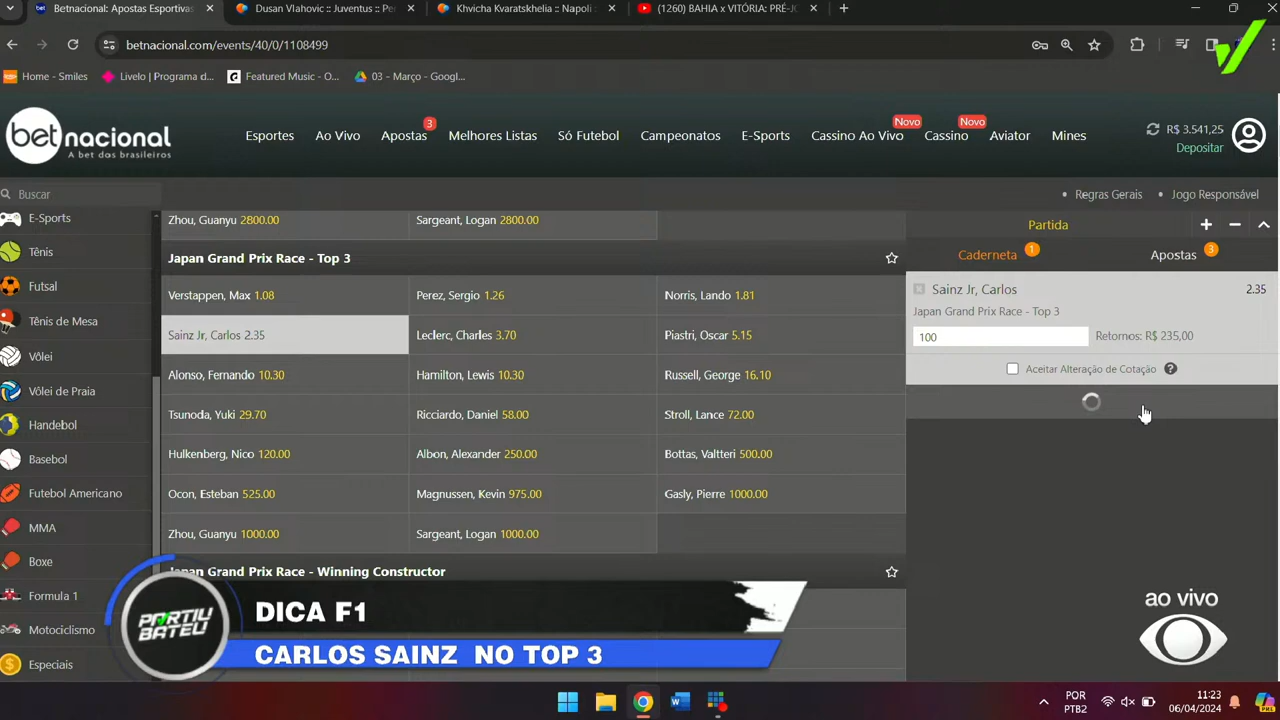 Betnacional: Apostas Esportivas
Dusan Vlahovic :: Juventus :: Pe
Khvicha Kvaratskhelia :: Napoli :
(1260) BAHIA x VITÓRIA: PRÉ-JO
betnacional.com/events/40/0/1108499
Home - Smiles
Livelo | Programa d...
Featured Music - O...
03 - Março - Googl...
bet nacional
A bet dos brasileiros
Esportes
Ao Vivo
Apostas 3
Melhores Listas
Só Futebol
Campeonatos
E-Sports
Cassino Ao Vivo Novo
Cassino Novo
Aviator
Mines
R$ 3.541,25
Depositar
Buscar
Regras Gerais
Jogo Responsável
E-Sports
Tênis
Futsal
Tênis de Mesa
Vôlei
Vôlei de Praia
Handebol
Basebol
Futebol Americano
MMA
Boxe
Formula 1
Motociclismo
Especiais
Zhou, Guanyu 2800.00
Sargeant, Logan 2800.00
Japan Grand Prix Race - Top 3
Verstappen, Max 1.08
Perez, Sergio 1.26
Norris, Lando 1.81
Sainz Jr, Carlos 2.35
Leclerc, Charles 3.70
Piastri, Oscar 5.15
Alonso, Fernando 10.30
Hamilton, Lewis 10.30
Russell, George 16.10
Tsunoda, Yuki 29.70
Ricciardo, Daniel 58.00
Stroll, Lance 72.00
Hulkenberg, Nico 120.00
Albon, Alexander 250.00
Bottas, Valtteri 500.00
Ocon, Esteban 525.00
Magnussen, Kevin 975.00
Gasly, Pierre 1000.00
Zhou, Guanyu 1000.00
Sargeant, Logan 1000.00
Japan Grand Prix Race - Winning Constructor
Partida
Caderneta 1
Apostas 3
Sainz Jr, Carlos 2.35
Japan Grand Prix Race - Top 3
100
Retornos: R$ 235,00
Aceitar Alteração de Cotação
PARTIU
BATEU
DICA F1
CARLOS SAINZ NO TOP 3
ao vivo
POR
PTB2
11:23
06/04/2024